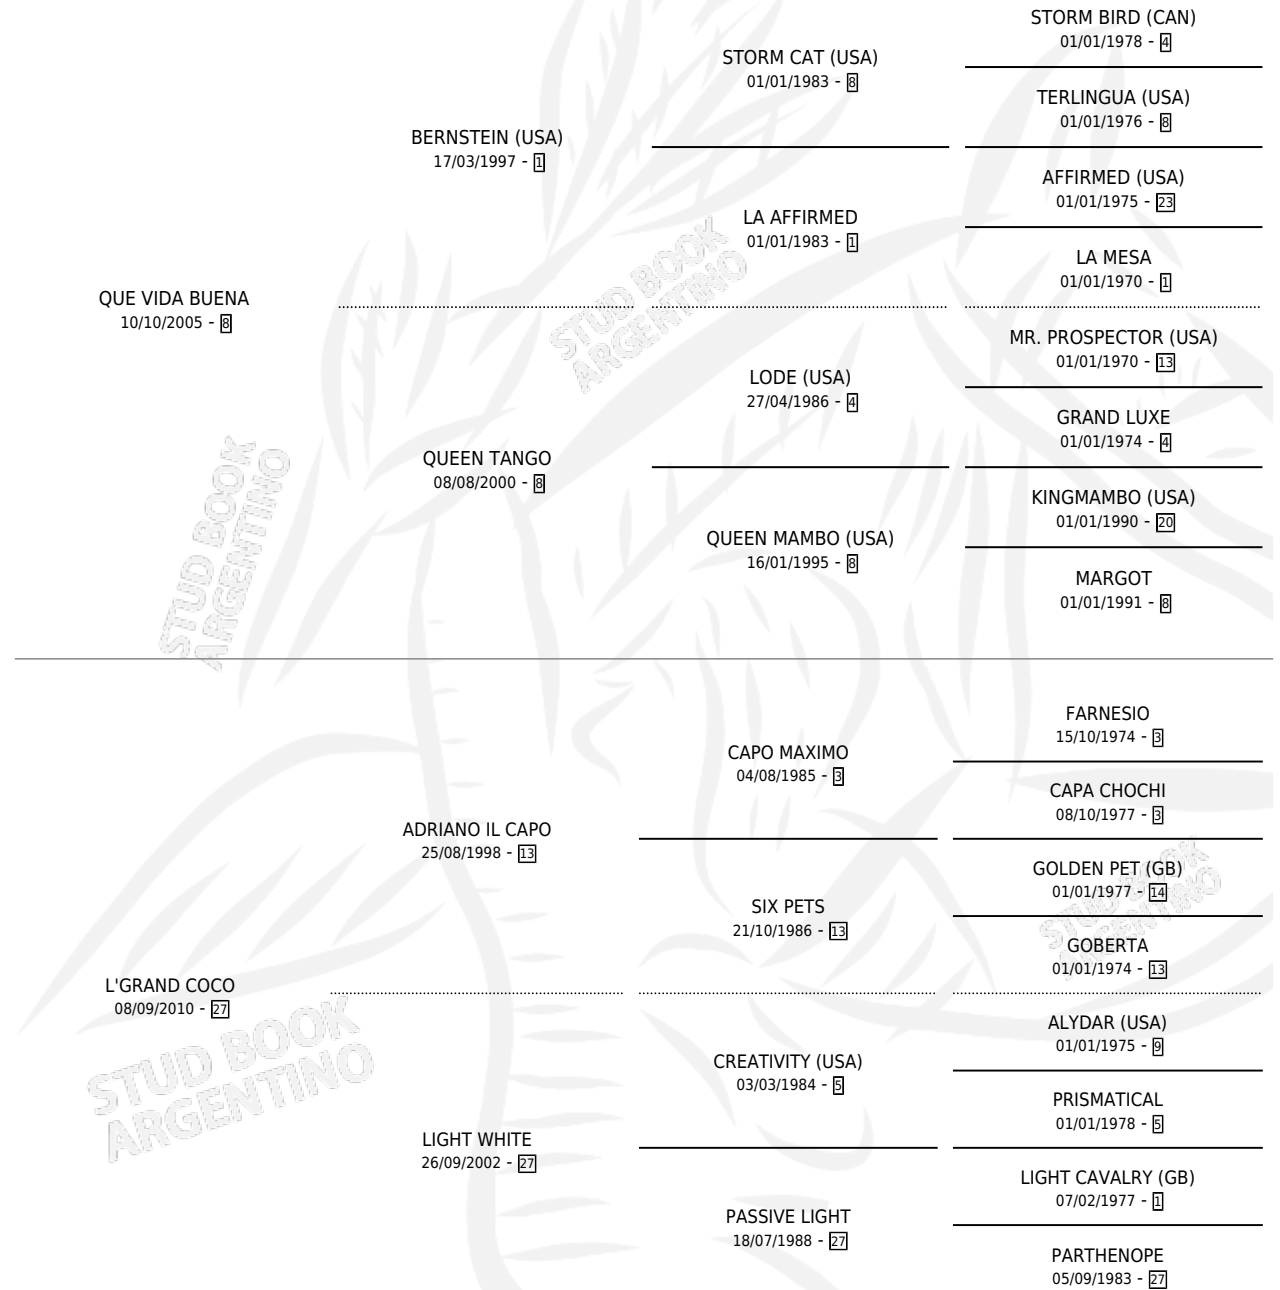 STORM BIRD (CAN)
01/01/1978 - 4
STORM CAT (USA)
01/01/1983 - 8
TERLINGUA (USA)
01/01/1976 - 8
BERNSTEIN (USA)
17/03/1997 - 1
AFFIRMED (USA)
01/01/1975 - 23
LA AFFIRMED
01/01/1983 - 1
LA MESA
01/01/1970 - 1
QUE VIDA BUENA
10/10/2005 - 8
MR. PROSPECTOR (USA)
01/01/1970 - 13
LODE (USA)
27/04/1986 - 4
GRAND LUXE
01/01/1974 - 4
QUEEN TANGO
08/08/2000 - 8
KINGMAMBO (USA)
01/01/1990 - 20
QUEEN MAMBO (USA)
16/01/1995 - 8
MARGOT
01/01/1991 - 8
STUD BOOK
ARGENTINO
STUD BOOK
ARGENTINO
FARNESIO
15/10/1974 - 3
CAPO MAXIMO
04/08/1985 - 3
CAPA CHOCHI
08/10/1977 - 3
ADRIANO IL CAPO
25/08/1998 - 13
GOLDEN PET (GB)
01/01/1977 - 14
SIX PETS
21/10/1986 - 13
GOBERTA
01/01/1974 - 13
L'GRAND COCO
08/09/2010 - 27
ALYDAR (USA)
01/01/1975 - 9
CREATIVITY (USA)
03/03/1984 - 5
PRISMATICAL
01/01/1978 - 5
LIGHT WHITE
26/09/2002 - 27
LIGHT CAVALRY (GB)
07/02/1977 - 1
PASSIVE LIGHT
18/07/1988 - 27
PARTHENOPE
05/09/1983 - 27
STUD BOOK
ARGENTINO
STUD BOOK
ARGENTINO